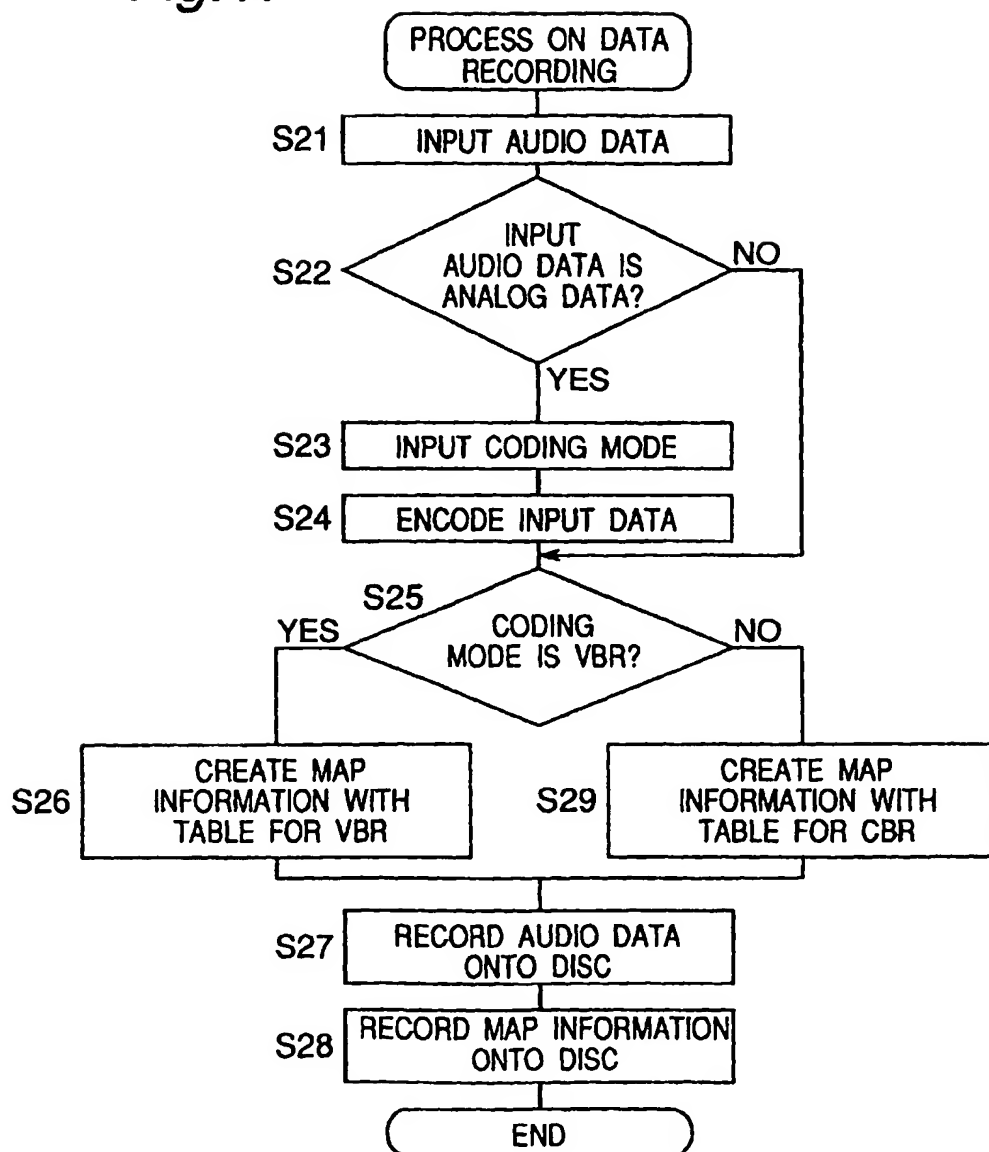 PROCESS ON DATA
RECORDING
S21
INPUT AUDIO DATA
S22
INPUT
AUDIO DATA IS
ANALOG DATA?
NO
YES
S23
INPUT CODING MODE
S24
ENCODE INPUT DATA
S25
YES
CODING
MODE IS VBR?
NO
S26
CREATE MAP
INFORMATION WITH
TABLE FOR VBR
S29
CREATE MAP
INFORMATION WITH
TABLE FOR CBR
S27
RECORD AUDIO DATA
ONTO DISC
S28
RECORD MAP INFORMATION
ONTO DISC
END